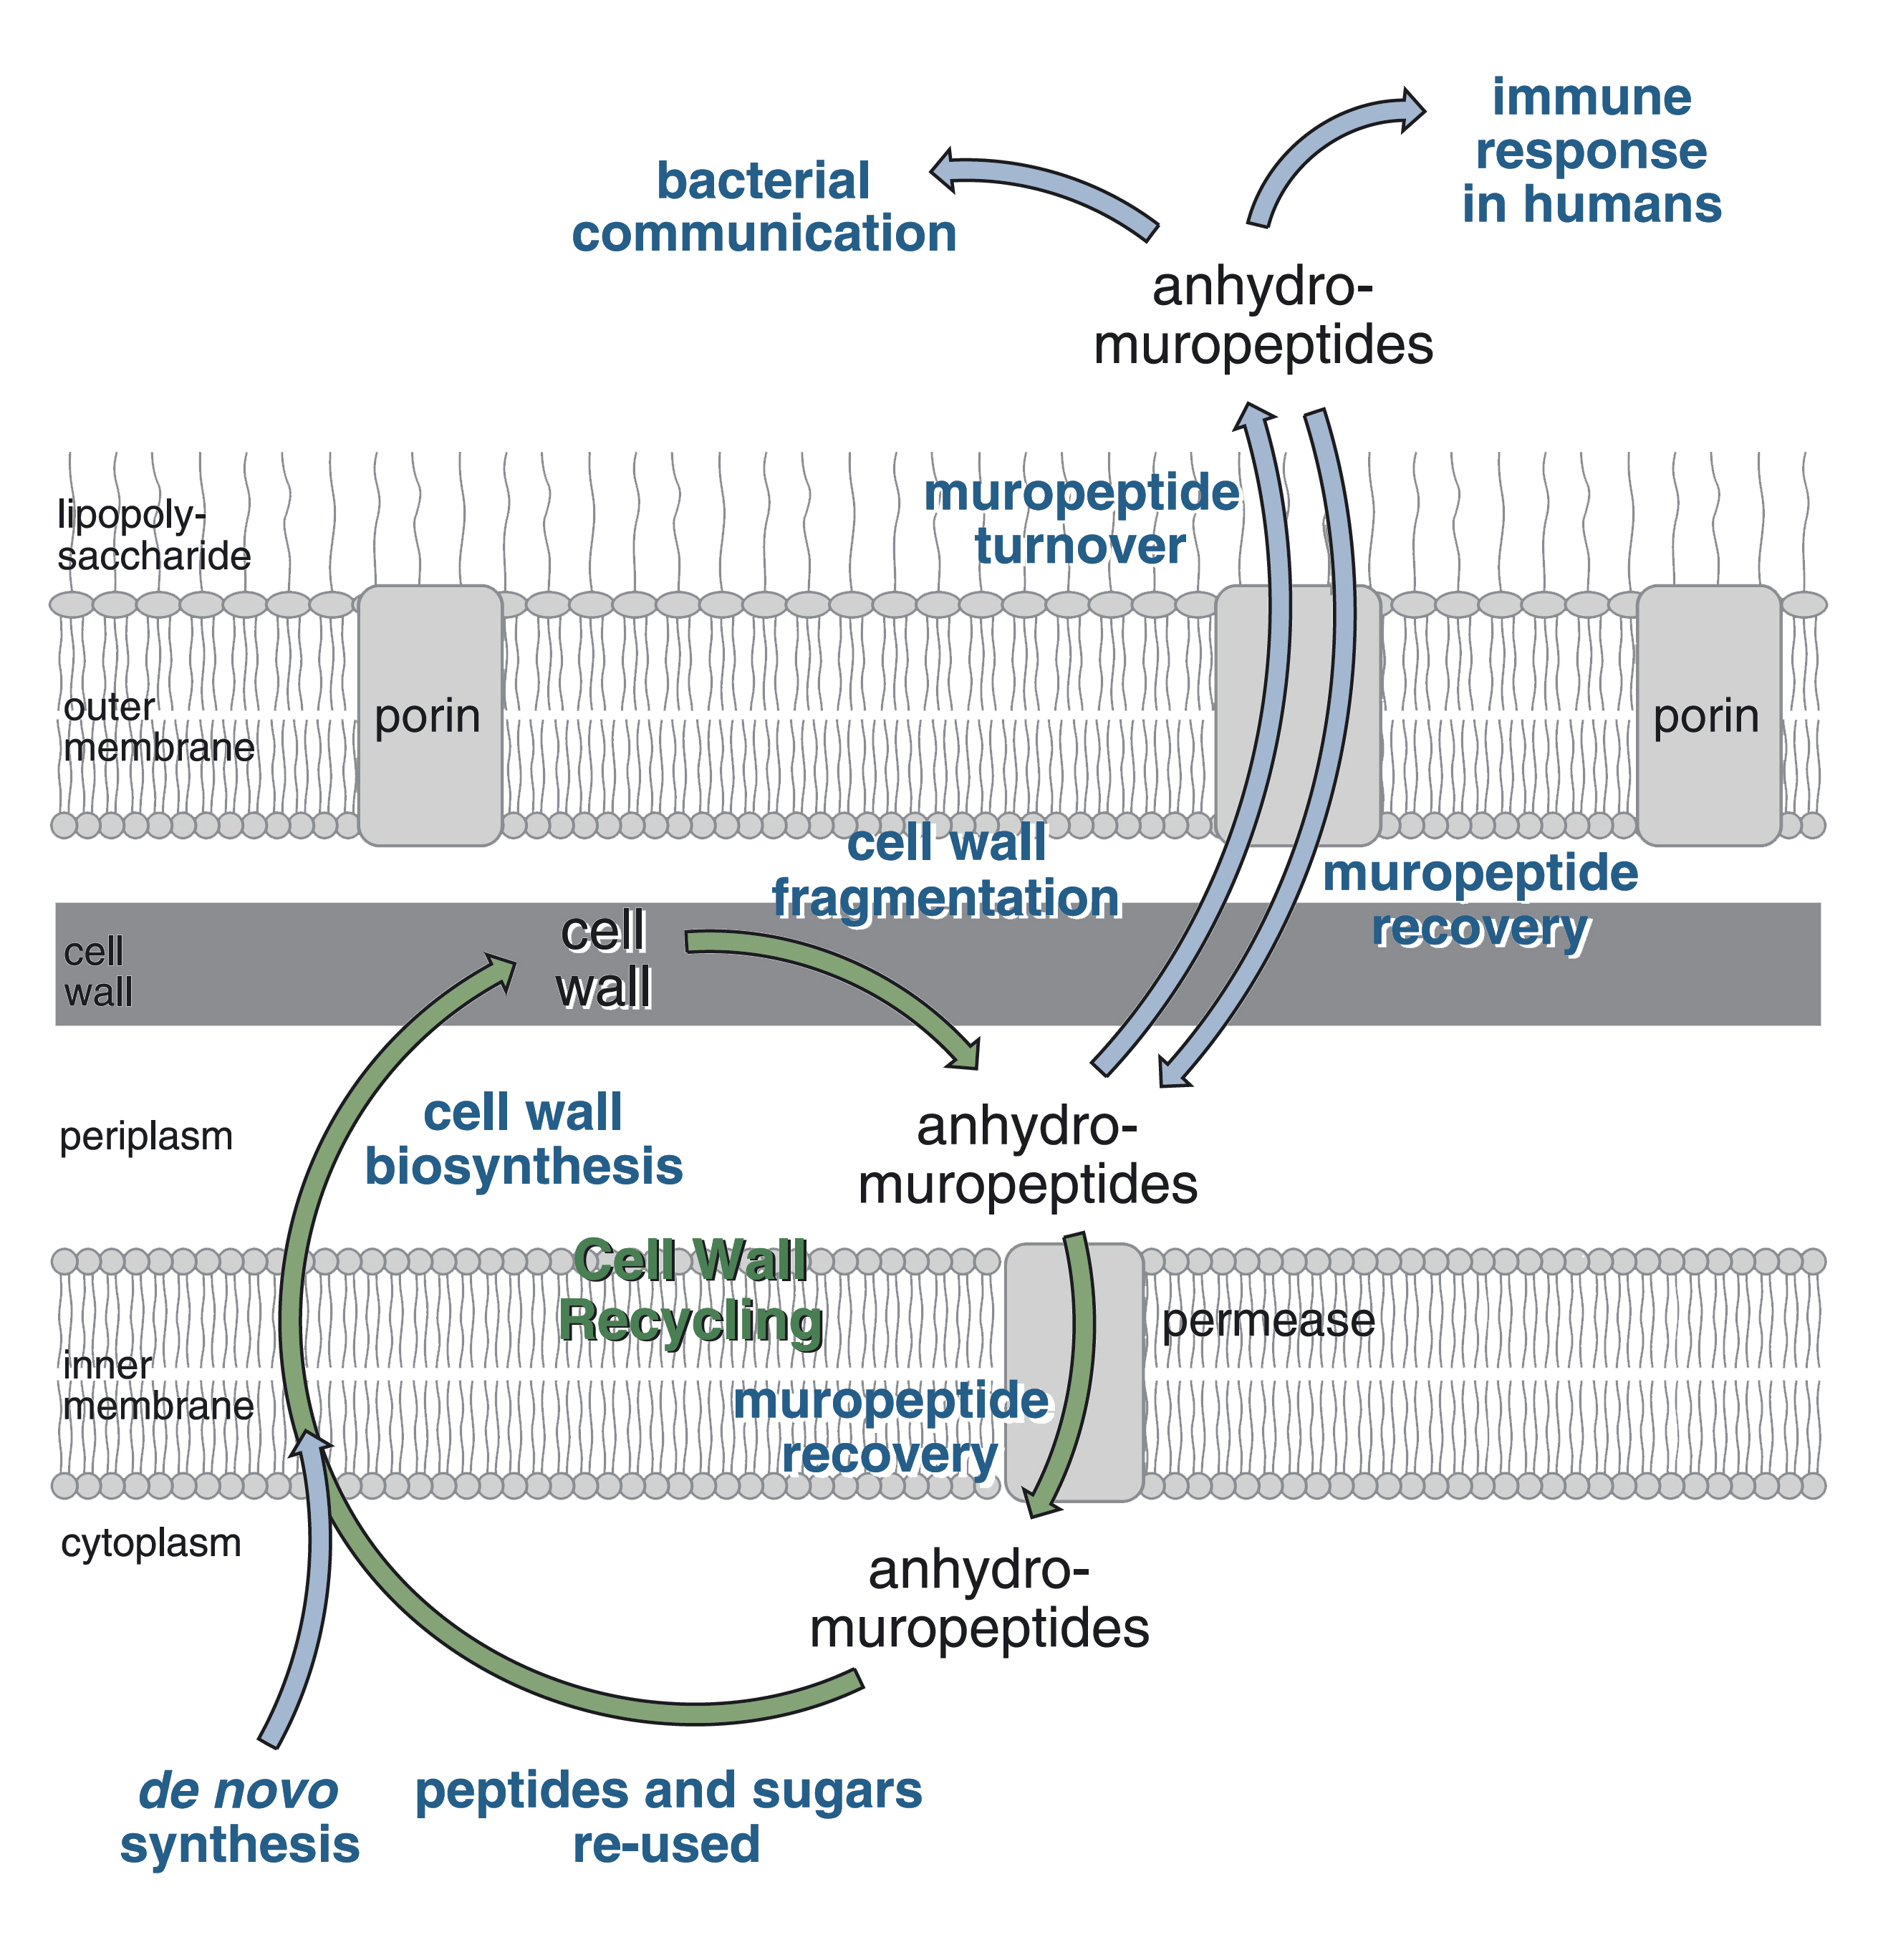 immune
response
in humans
bacterial
communication
anhydro-
muropeptides
muropeptide
turnover
lipopoly-
saccharide
outer
membrane
porin
porin
cell wall
fragmentation
muropeptide
recovery
cell
wall
cell
wall
periplasm
cell wall
biosynthesis
anhydro-
muropeptides
Cell Wall
Recycling
permease
inner
membrane
muropeptide
recovery
cytoplasm
anhydro-
muropeptides
de novo
synthesis
peptides and sugars
re-used